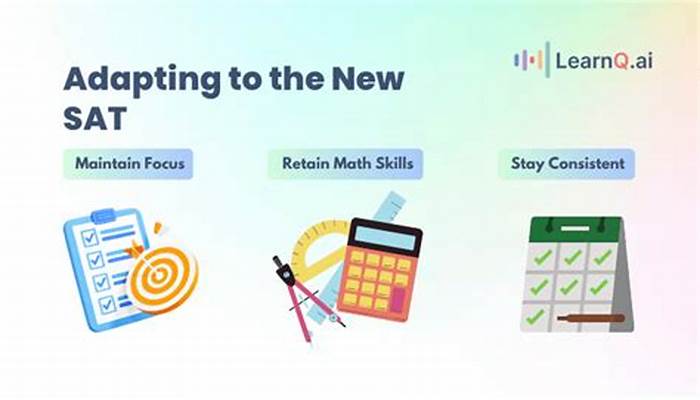 LearnQ.ai
Adapting to the New
SAT
Maintain Focus
Retain Math Skills
Stay Consistent